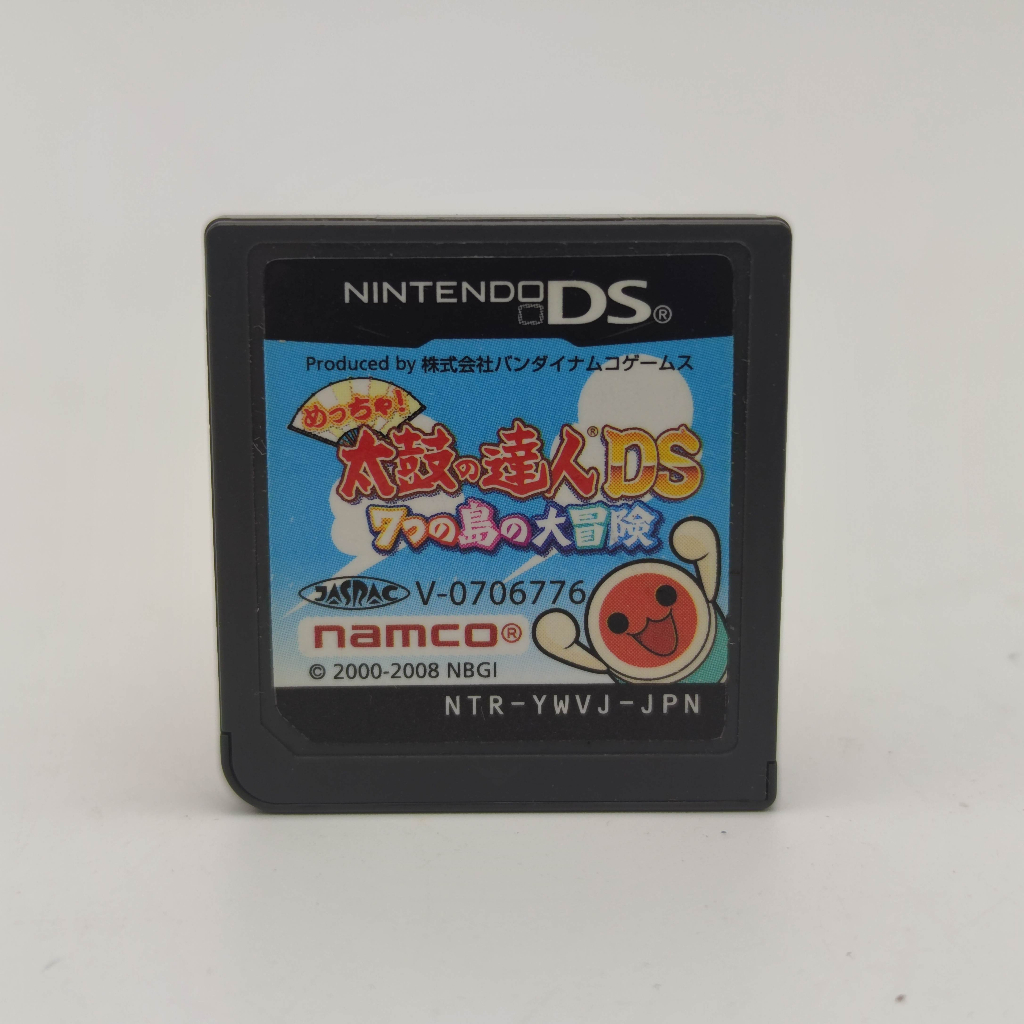 NINTENDO DS®
Produced by 株式会社バンダイナムコゲームス
めっちゃ!
太鼓の達人®DS
7つの島の大冒険
JASRAC V-0706776
namco®
© 2000-2008 NBGI
NTR-YWVJ-JPN